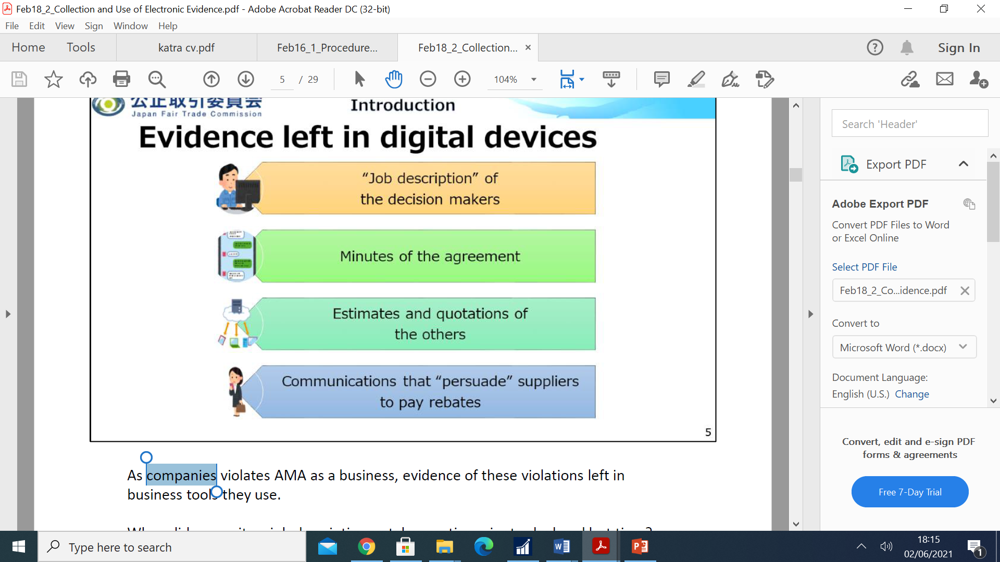 Feb18_2_Collection and Use of Electronic Evidence.pdf - Adobe Acrobat Reader DC (32-bit)
File Edit View Sign Window Help
Home Tools katra cv.pdf Feb16_1_Procedure... Feb18_2_Collection... × Sign In
5 / 29 104%
公正取引委員会
Japan Fair Trade Commission
Introduction
Evidence left in digital devices
“Job description” of
the decision makers
Minutes of the agreement
Estimates and quotations of
the others
Communications that “persuade” suppliers
to pay rebates
5
As companies violates AMA as a business, evidence of these violations left in
business tools they use.
Search 'Header'
Export PDF
Adobe Export PDF
Convert PDF Files to Word
or Excel Online
Select PDF File
Feb18_2_Co...idence.pdf
Convert to
Microsoft Word (*.docx)
Document Language:
English (U.S.) Change
Convert, edit and e-sign PDF
forms & agreements
Free 7-Day Trial
Type here to search
18:15
02/06/2021
1